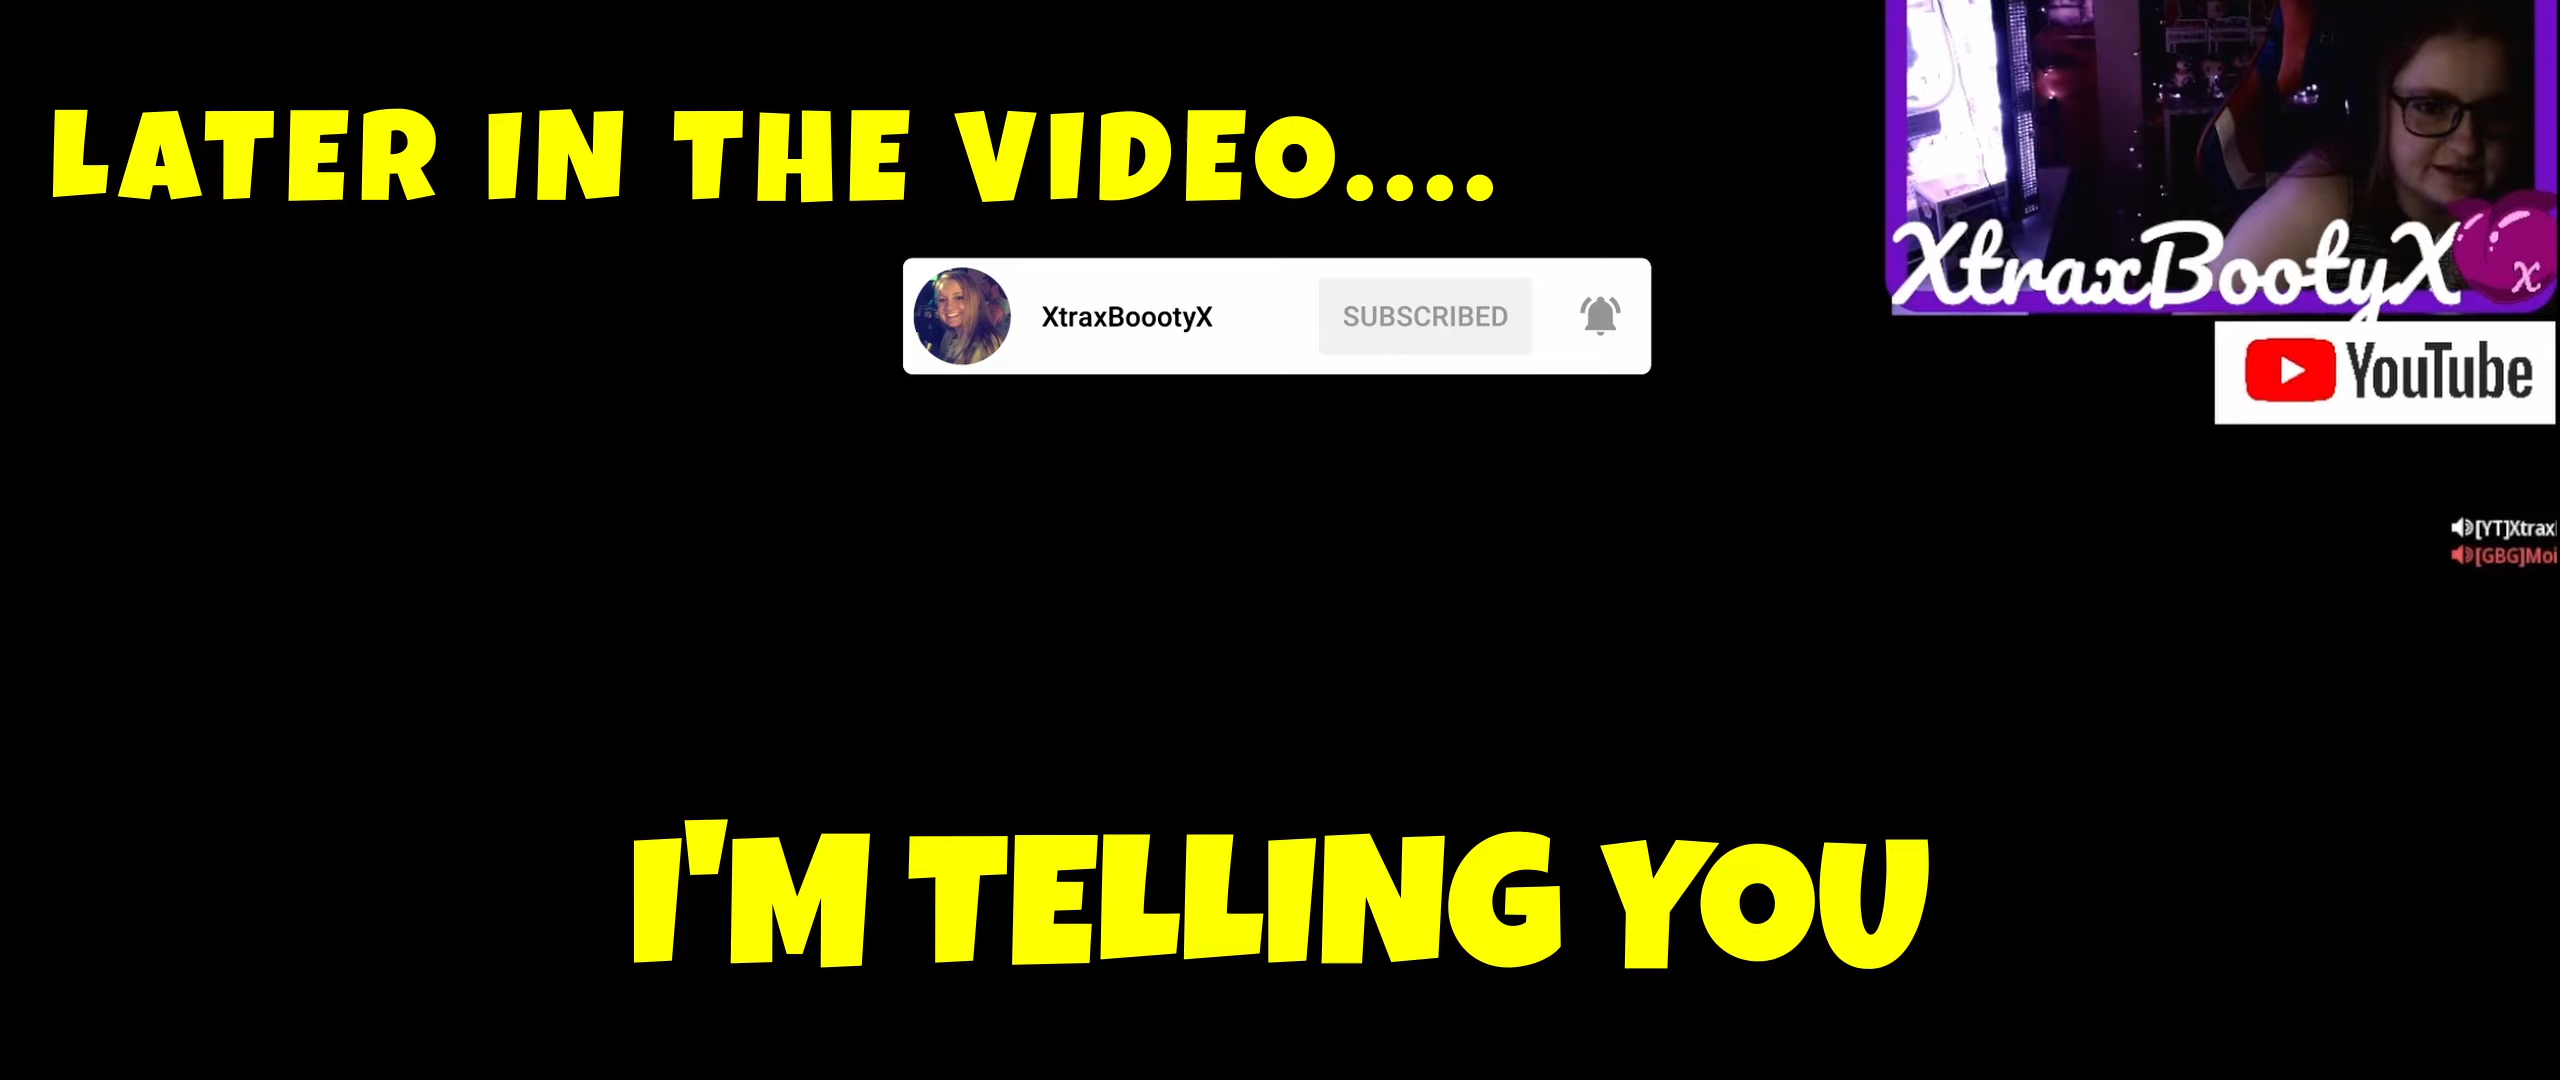 LATER IN THE VIDEO....
XtraxBootyX
x
XtraxBoootyX
SUBSCRIBED
YouTube
[YT]Xtrax
[GBG]Moi
I'M TELLING YOU